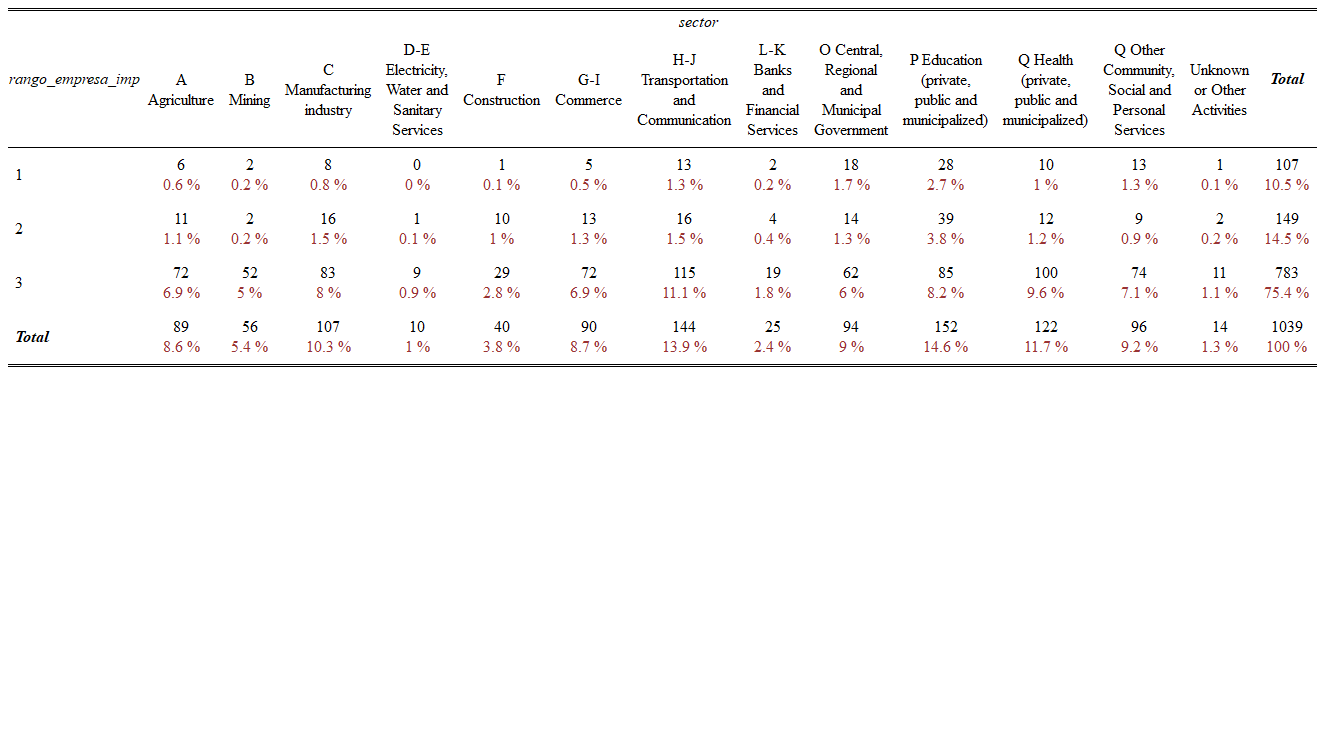 sector
rango_empresa_imp A Agriculture B Mining C Manufacturing industry D-E Electricity, Water and Sanitary Services F Construction G-I Commerce H-J Transportation and Communication L-K Banks and Financial Services O Central, Regional and Municipal Government P Education (private, public and municipalized) Q Health (private, public and municipalized) Q Other Community, Social and Personal Services Unknown or Other Activities Total
1 6 2 8 0 1 5 13 2 18 28 10 13 1 107
0.6 % 0.2 % 0.8 % 0 % 0.1 % 0.5 % 1.3 % 0.2 % 1.7 % 2.7 % 1 % 1.3 % 0.1 % 10.5 %
2 11 2 16 1 10 13 16 4 14 39 12 9 2 149
1.1 % 0.2 % 1.5 % 0.1 % 1 % 1.3 % 1.5 % 0.4 % 1.3 % 3.8 % 1.2 % 0.9 % 0.2 % 14.5 %
3 72 52 83 9 29 72 115 19 62 85 100 74 11 783
6.9 % 5 % 8 % 0.9 % 2.8 % 6.9 % 11.1 % 1.8 % 6 % 8.2 % 9.6 % 7.1 % 1.1 % 75.4 %
Total 89 56 107 10 40 90 144 25 94 152 122 96 14 1039
8.6 % 5.4 % 10.3 % 1 % 3.8 % 8.7 % 13.9 % 2.4 % 9 % 14.6 % 11.7 % 9.2 % 1.3 % 100 %